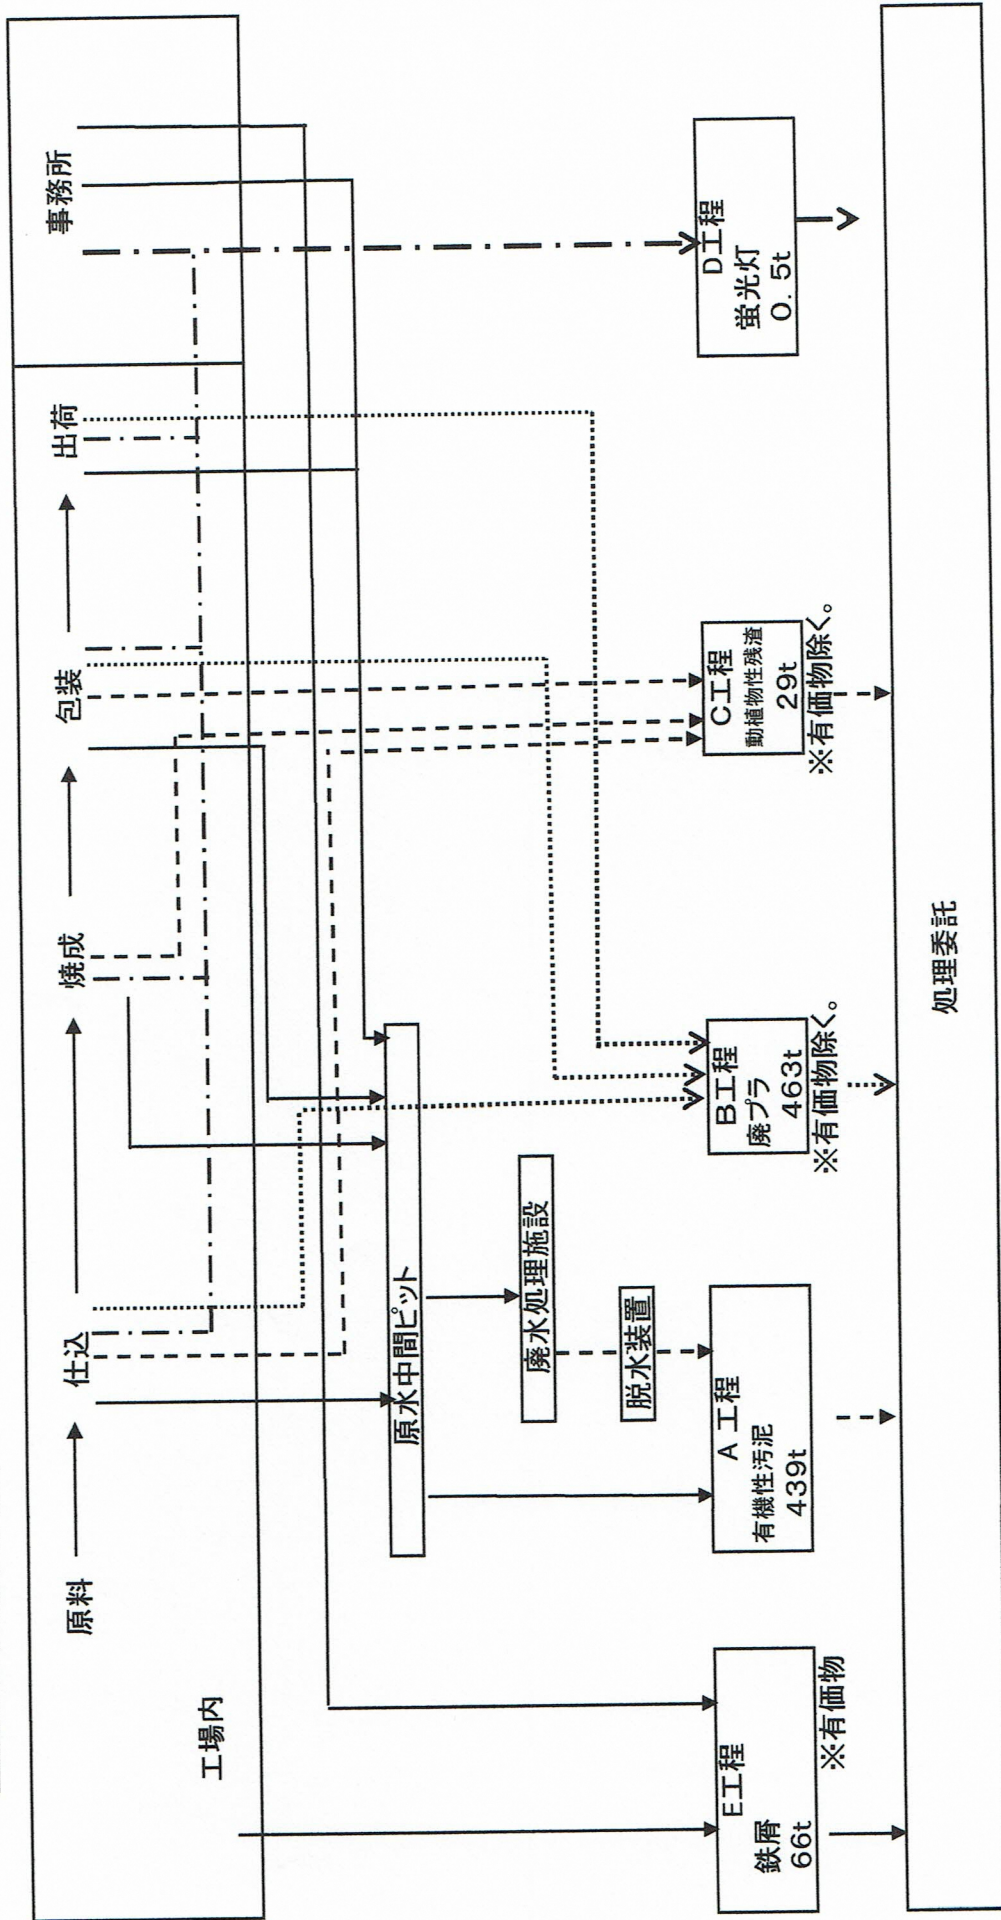 原料
仕込
焼成
包装
出荷
事務所
工場内
原水中間ピット
廃水処理施設
脱水装置
E工程
鉄屑
66t
※有価物
A 工程
有機性汚泥
439t
B工程
廃プラ
463t
※有価物除く。
C工程
動植物性残渣
29t
※有価物除く。
D工程
蛍光灯
0.5t
処理委託